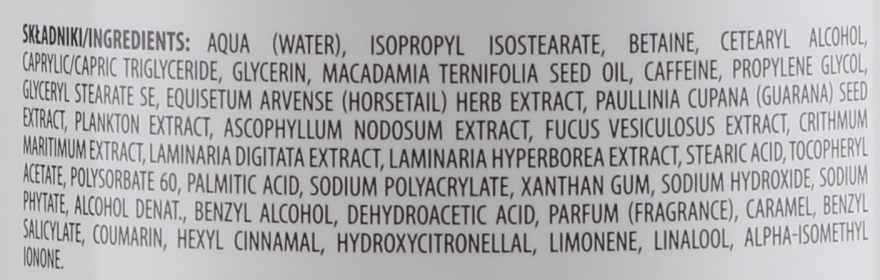 SKŁADNIKI/INGREDIENTS: AQUA (WATER), ISOPROPYL ISOSTEARATE, BETAINE, CETEARYL ALCOHOL,
CAPRYLIC/CAPRIC TRIGLYCERIDE, GLYCERIN, MACADAMIA TERNIFOLIA SEED OIL, CAFFEINE, PROPYLENE GLYCOL,
GLYCERYL STEARATE SE, EQUISETUM ARVENSE (HORSETAIL) HERB EXTRACT, PAULLINIA CUPANA (GUARANA) SEED
EXTRACT, PLANKTON EXTRACT, ASCOPHYLLUM NODOSUM EXTRACT, FUCUS VESICULOSUS EXTRACT, CRITHMUM
MARITIMUM EXTRACT, LAMINARIA DIGITATA EXTRACT, LAMINARIA HYPERBOREA EXTRACT, STEARIC ACID, TOCOPHERYL
ACETATE, POLYSORBATE 60, PALMITIC ACID, SODIUM POLYACRYLATE, XANTHAN GUM, SODIUM HYDROXIDE, SODIUM
PHYTATE, ALCOHOL DENAT., BENZYL ALCOHOL, DEHYDROACETIC ACID, PARFUM (FRAGRANCE), CARAMEL, BENZYL
SALICYLATE, COUMARIN, HEXYL CINNAMAL, HYDROXYCITRONELLAL, LIMONENE, LINALOOL, ALPHA-ISOMETHYL
IONONE.